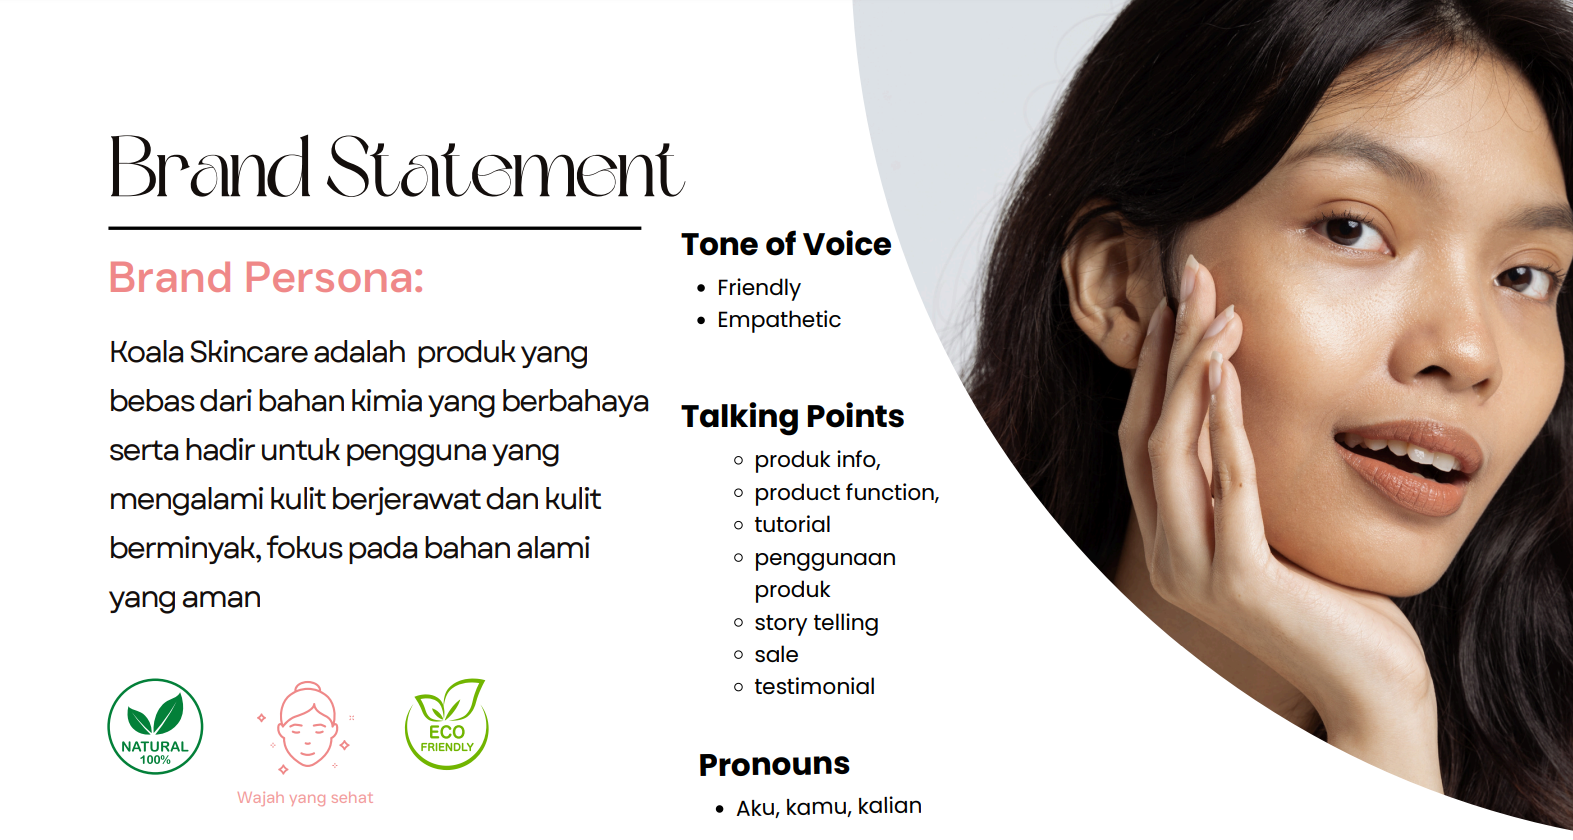 Brand Statement
Brand Persona:
Koala Skincare adalah produk yang
bebas dari bahan kimia yang berbahaya
serta hadir untuk pengguna yang
mengalami kulit berjerawat dan kulit
berminyak, fokus pada bahan alami
yang aman
NATURAL
100%
Wajah yang sehat
ECO
FRIENDLY
Tone of Voice
• Friendly
• Empathetic
Talking Points
○ produk info,
○ product function,
○ tutorial
○ penggunaan
produk
○ story telling
○ sale
○ testimonial
Pronouns
• Aku, kamu, kalian